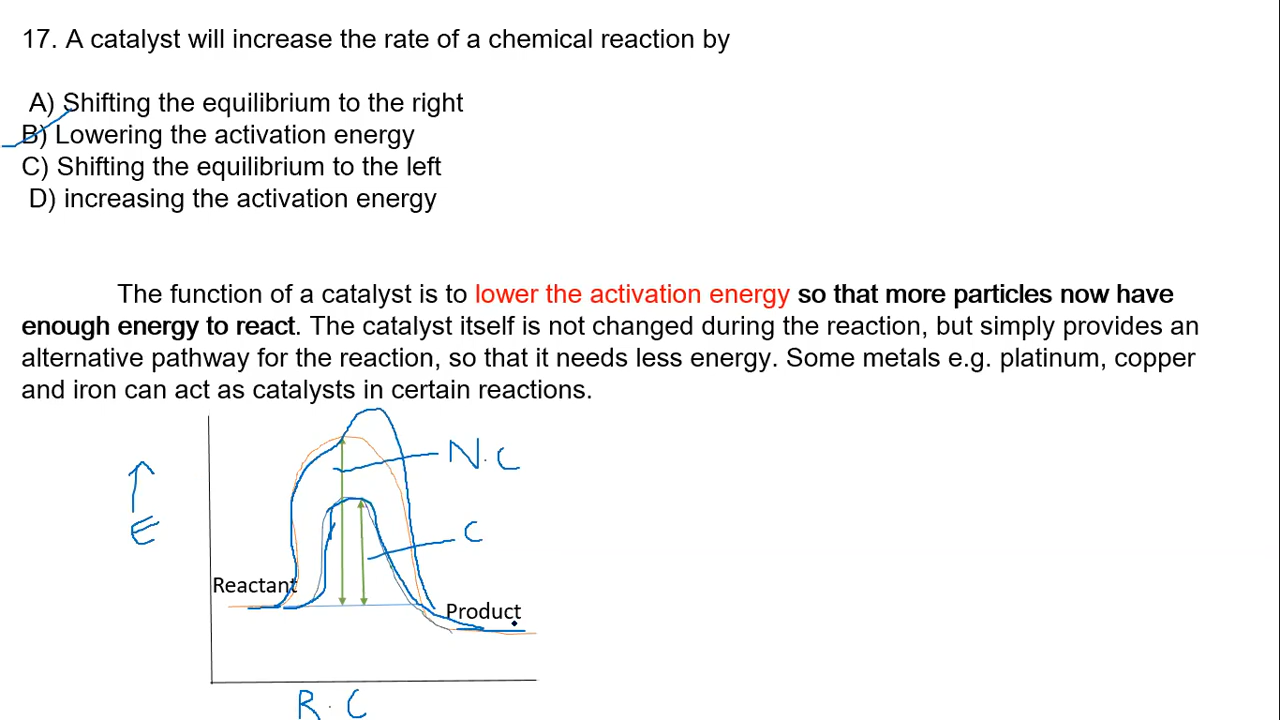 17. A catalyst will increase the rate of a chemical reaction by
A) Shifting the equilibrium to the right
B) Lowering the activation energy
C) Shifting the equilibrium to the left
D) increasing the activation energy
The function of a catalyst is to lower the activation energy so that more particles now have
enough energy to react. The catalyst itself is not changed during the reaction, but simply provides an
alternative pathway for the reaction, so that it needs less energy. Some metals e.g. platinum, copper
and iron can act as catalysts in certain reactions.
N.C
E
C
Reactant
Product
R.C